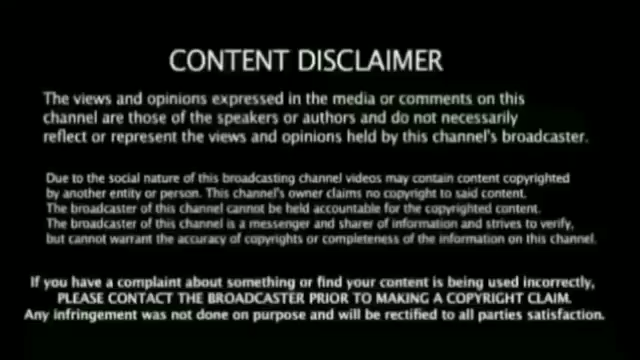 CONTENT DISCLAIMER
The views and opinions expressed in the media or comments on this
channel are those of the speakers or authors and do not necessarily
reflect or represent the views and opinions held by this channel's broadcaster.
Due to the social nature of this broadcasting channel videos may contain content copyrighted
by another entity or person. This channel's owner claims no copyright to said content.
The broadcaster of this channel cannot be held accountable for the copyrighted content.
The broadcaster of this channel is a messenger and sharer of information and strives to verify,
but cannot warrant the accuracy of copyrights or completeness of the information on this channel.
If you have a complaint about something or find your content is being used incorrectly,
PLEASE CONTACT THE BROADCASTER PRIOR TO MAKING A COPYRIGHT CLAIM.
Any infringement was not done on purpose and will be rectified to all parties satisfaction.